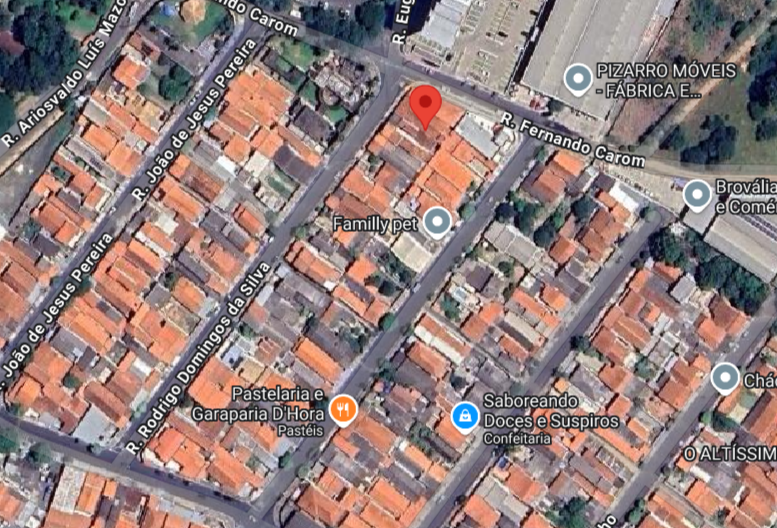 ndo Carom
R. Eug
R. Ariosvaldo Luís Mazo
R. João de Jesus Pereira
PIZARRO MÓVEIS
- FÁBRICA E...
R. Fernando Carom
Brovália
e Comé
Familly pet
João de Jesus Pereira
R. Rodrigo Domingos da Silva
Pastelaria e
Garaparia D'Hora
Pastéis
Saboreando
Doces e Suspiros
Confeitaria
Chác
O ALTÍSSIM